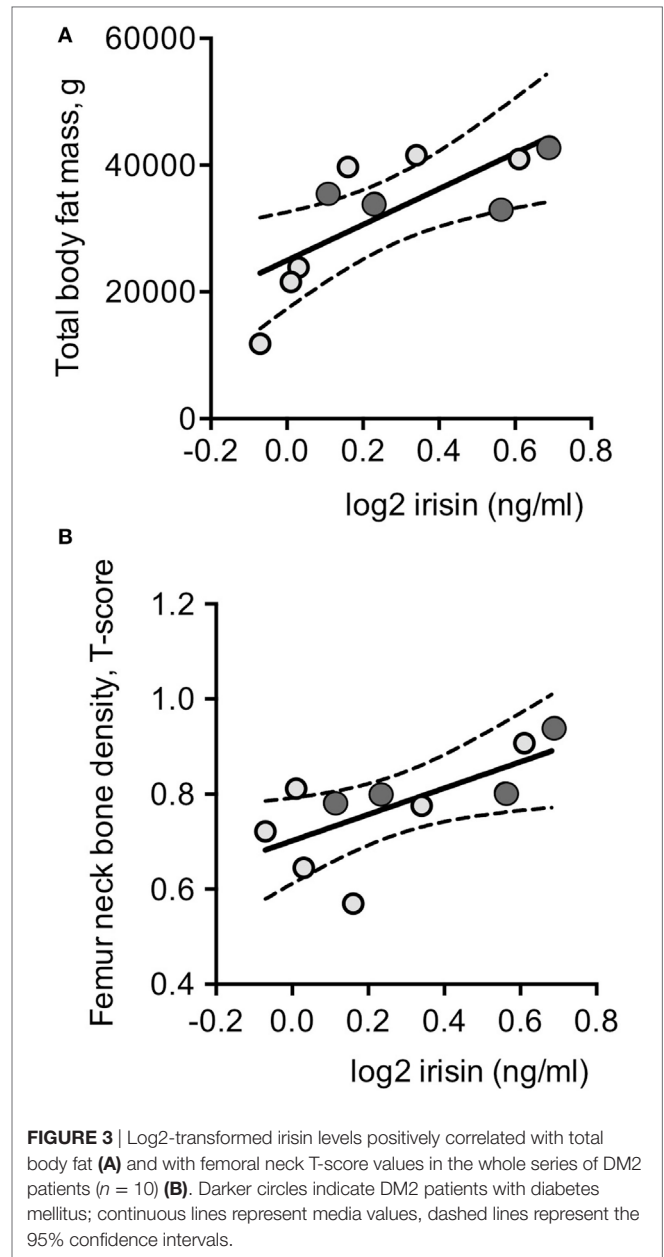 A
60000
40000
20000
0
Total body fat mass, g
-0.2 0.0 0.2 0.4 0.6 0.8
log2 irisin (ng/ml)
B
1.2
1.0
0.8
0.6
0.4
Femur neck bone density, T-score
-0.2 0.0 0.2 0.4 0.6 0.8
log2 irisin (ng/ml)
FIGURE 3 | Log2-transformed irisin levels positively correlated with total
body fat (A) and with femoral neck T-score values in the whole series of DM2
patients (n = 10) (B). Darker circles indicate DM2 patients with diabetes
mellitus; continuous lines represent media values, dashed lines represent the
95% confidence intervals.